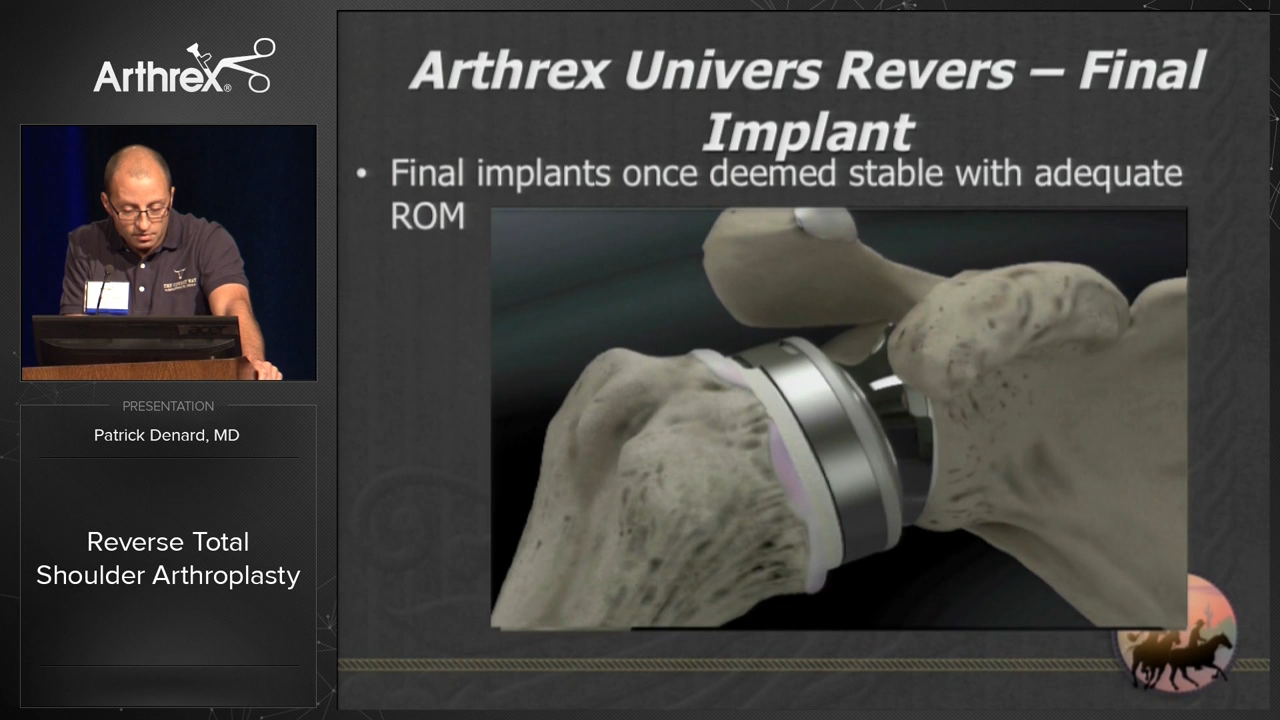 Arthrex®
PRESENTATION
Patrick Denard, MD
Reverse Total
Shoulder Arthroplasty
Arthrex Univers Revers – Final
Implant
• Final implants once deemed stable with adequate
ROM